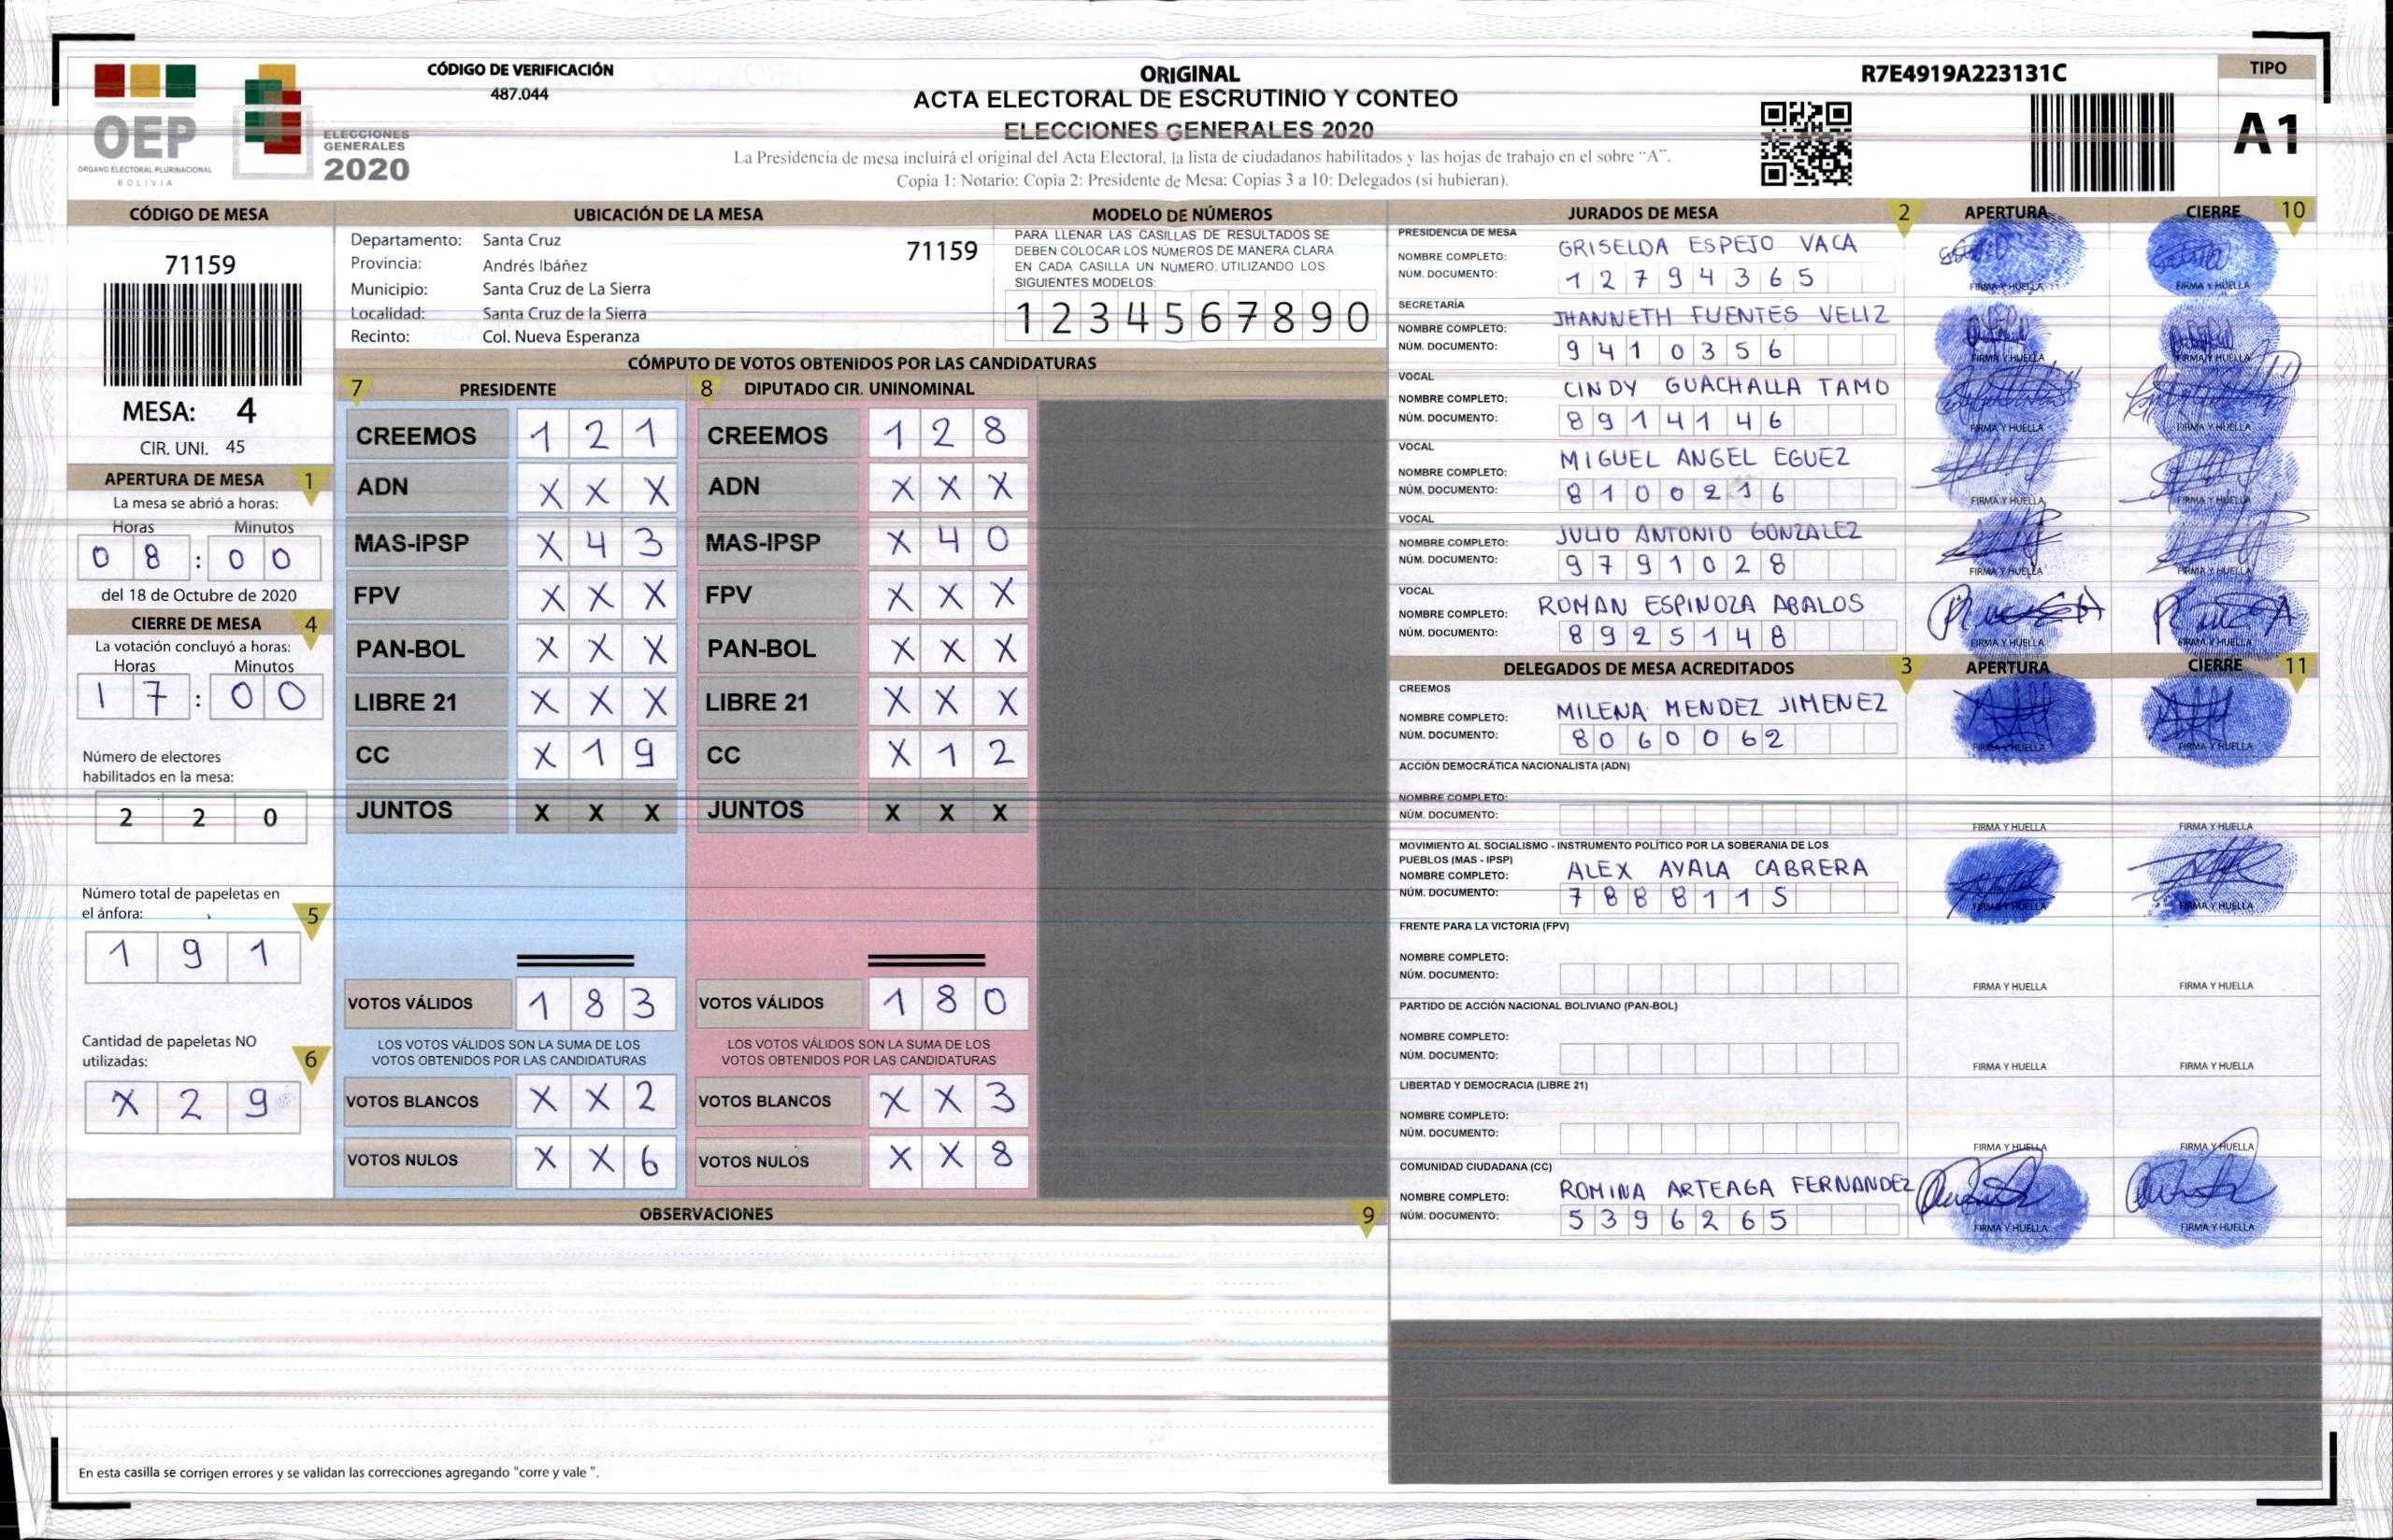 OEP
ÓRGANO ELECTORAL PLURINACIONAL
BOLIVIA
ELECCIONES
GENERALES
2020
CÓDIGO DE VERIFICACIÓN
487.044
ORIGINAL
ACTA ELECTORAL DE ESCRUTINIO Y CONTEO
ELECCIONES GENERALES 2020
La Presidencia de mesa incluirá el original del Acta Electoral, la lista de ciudadanos habilitados y las hojas de trabajo en el sobre "A".
Copia 1: Notario: Copia 2: Presidente de Mesa: Copias 3 a 10: Delegados (si hubieran).
R7E4919A223131C
TIPO
A1
CÓDIGO DE MESA
71159
MESA: 4
CIR. UNI. 45
APERTURA DE MESA 1
La mesa se abrió a horas:
Horas Minutos
0 8 : 0 0
del 18 de Octubre de 2020
CIERRE DE MESA 4
La votación concluyó a horas:
Horas Minutos
1 7 : 0 0
Número de electores
habilitados en la mesa:
2 2 0
Número total de papeletas en
el ánfora: 5
1 9 1
Cantidad de papeletas NO
utilizadas: 6
X 2 9
UBICACIÓN DE LA MESA
Departamento: Santa Cruz 71159
Provincia: Andrés Ibáñez
Municipio: Santa Cruz de La Sierra
Localidad: Santa Cruz de la Sierra
Recinto: Col. Nueva Esperanza
MODELO DE NÚMEROS
PARA LLENAR LAS CASILLAS DE RESULTADOS SE
DEBEN COLOCAR LOS NÚMEROS DE MANERA CLARA.
EN CADA CASILLA UN NÚMERO, UTILIZANDO LOS
SIGUIENTES MODELOS:
1 2 3 4 5 6 7 8 9 0
CÓMPUTO DE VOTOS OBTENIDOS POR LAS CANDIDATURAS
7 PRESIDENTE 8 DIPUTADO CIR. UNINOMINAL
CREEMOS 1 2 1 CREEMOS 1 2 8
ADN X X X ADN X X X
MAS-IPSP X 4 3 MAS-IPSP X 4 0
FPV X X X FPV X X X
PAN-BOL X X X PAN-BOL X X X
LIBRE 21 X X X LIBRE 21 X X X
CC X 1 9 CC X 1 2
JUNTOS X X X JUNTOS X X X
VOTOS VÁLIDOS 1 8 3 VOTOS VÁLIDOS 1 8 0
LOS VOTOS VÁLIDOS SON LA SUMA DE LOS LOS VOTOS VÁLIDOS SON LA SUMA DE LOS
VOTOS OBTENIDOS POR LAS CANDIDATURAS VOTOS OBTENIDOS POR LAS CANDIDATURAS
VOTOS BLANCOS X X 2 VOTOS BLANCOS X X 3
VOTOS NULOS X X 6 VOTOS NULOS X X 8
OBSERVACIONES 9
En esta casilla se corrigen errores y se validan las correcciones agregando "corre y vale ".
JURADOS DE MESA 2 APERTURA CIERRE 10
PRESIDENCIA DE MESA
NOMBRE COMPLETO: GRISELDA ESPEJO VACA
NÚM. DOCUMENTO: 1 2 7 9 4 3 6 5
FIRMA Y HUELLA FIRMA Y HUELLA
SECRETARÍA
NOMBRE COMPLETO: JHANNETH FUENTES VELIZ
NÚM. DOCUMENTO: 9 4 1 0 3 5 6
FIRMA Y HUELLA FIRMA Y HUELLA
VOCAL
NOMBRE COMPLETO: CINDY GUACHALLA TAMO
NÚM. DOCUMENTO: 8 9 1 4 1 4 6
FIRMA Y HUELLA FIRMA Y HUELLA
VOCAL
NOMBRE COMPLETO: MIGUEL ANGEL EGUEZ
NÚM. DOCUMENTO: 8 1 0 0 2 1 6
FIRMA Y HUELLA FIRMA Y HUELLA
VOCAL
NOMBRE COMPLETO: JULIO ANTONIO GONZALEZ
NÚM. DOCUMENTO: 9 7 9 1 0 2 8
FIRMA Y HUELLA FIRMA Y HUELLA
VOCAL
NOMBRE COMPLETO: ROMAN ESPINOZA ABALOS
NÚM. DOCUMENTO: 8 9 2 5 1 4 8
FIRMA Y HUELLA FIRMA Y HUELLA
DELEGADOS DE MESA ACREDITADOS 3 APERTURA CIERRE 11
CREEMOS
NOMBRE COMPLETO: MILENA MENDEZ JIMENEZ
NÚM. DOCUMENTO: 8 0 6 0 0 6 2
FIRMA Y HUELLA FIRMA Y HUELLA
ACCIÓN DEMOCRÁTICA NACIONALISTA (ADN)
NOMBRE COMPLETO:
NÚM. DOCUMENTO:
FIRMA Y HUELLA FIRMA Y HUELLA
MOVIMIENTO AL SOCIALISMO - INSTRUMENTO POLÍTICO POR LA SOBERANIA DE LOS
PUEBLOS (MAS - IPSP)
NOMBRE COMPLETO: ALEX AYALA CABRERA
NÚM. DOCUMENTO: 7 8 8 8 1 1 5
FIRMA Y HUELLA FIRMA Y HUELLA
FRENTE PARA LA VICTORIA (FPV)
NOMBRE COMPLETO:
NÚM. DOCUMENTO:
FIRMA Y HUELLA FIRMA Y HUELLA
PARTIDO DE ACCIÓN NACIONAL BOLIVIANO (PAN-BOL)
NOMBRE COMPLETO:
NÚM. DOCUMENTO:
FIRMA Y HUELLA FIRMA Y HUELLA
LIBERTAD Y DEMOCRACIA (LIBRE 21)
NOMBRE COMPLETO:
NÚM. DOCUMENTO:
FIRMA Y HUELLA FIRMA Y HUELLA
COMUNIDAD CIUDADANA (CC)
NOMBRE COMPLETO: ROMINA ARTEAGA FERNANDEZ
NÚM. DOCUMENTO: 5 3 9 6 2 6 5
FIRMA Y HUELLA FIRMA Y HUELLA